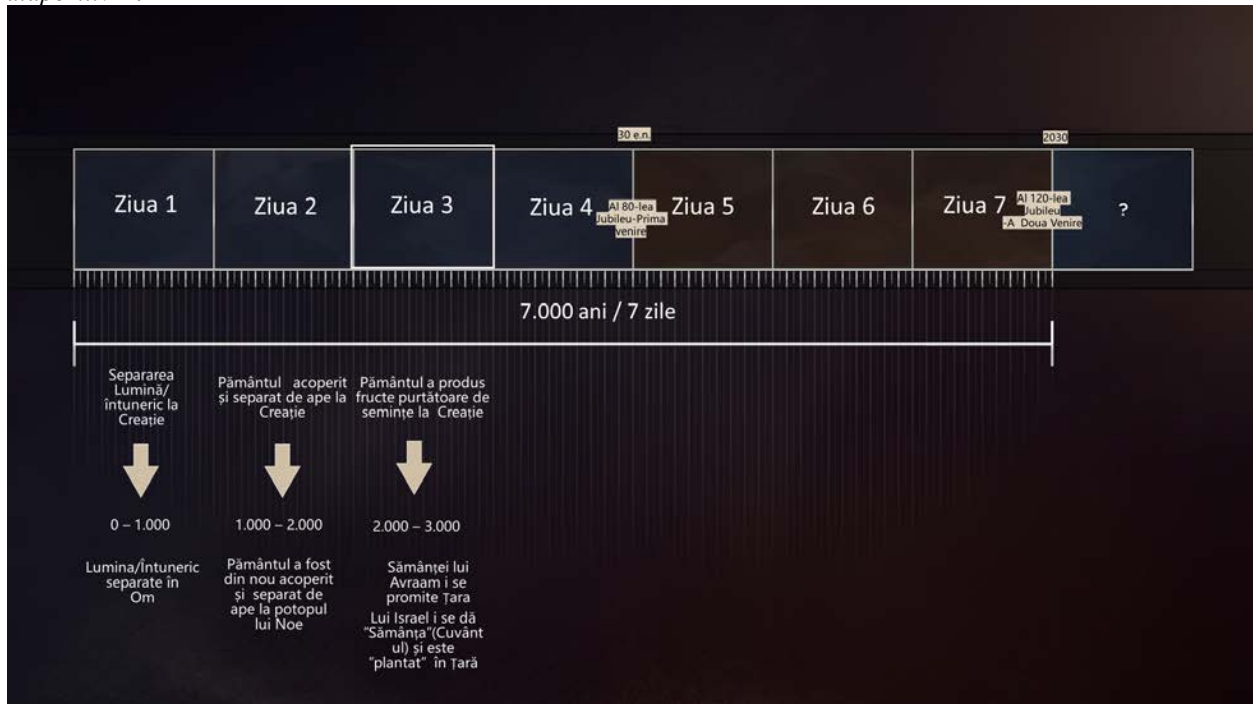 30 e.n.
2030
Ziua 1
Ziua 2
Ziua 3
Ziua 4
Al 80-lea
Jubileu-Prima
venire
Ziua 5
Ziua 6
Ziua 7
Al 120-lea
Jubileu
-A Doua Venire
?
7.000 ani / 7 zile
Separarea
Lumină/
întuneric la
Creație
Pământul acoperit
și separat de ape la
Creație
Pământul a produs
fructe purtătoare de
semințe la Creație
0 – 1.000
1.000 – 2.000
2.000 – 3.000
Lumina/Întuneric
separate în
Om
Pământul a fost
din nou acoperit
și separat de
ape la potopul
lui Noe
Sămânței lui
Avraam i se
promite Țara
Lui Israel i se dă
“Sămânța”(Cuvânt
ul) și este
“plantat” în Țară